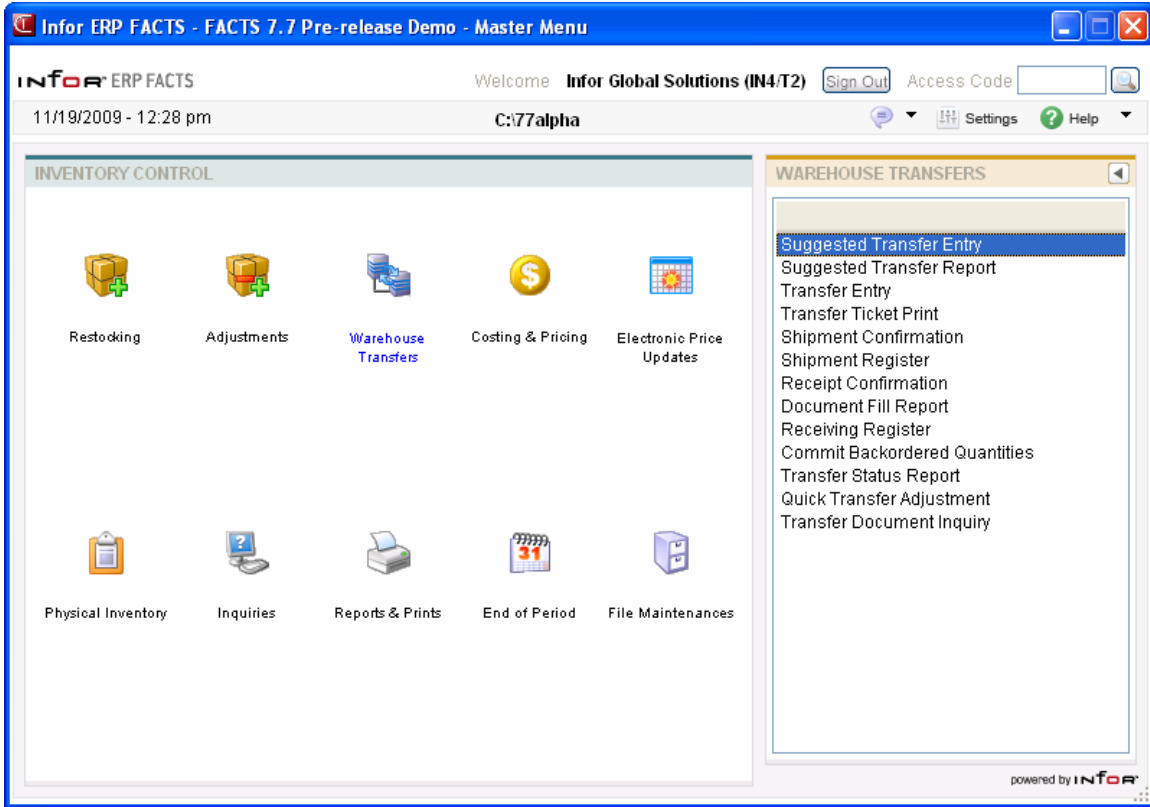 Infor ERP FACTS - FACTS 7.7 Pre-release Demo - Master Menu
INFOR ERP FACTS Welcome Infor Global Solutions (IN4/T2) Sign Out Access Code
11/19/2009 - 12:28 pm C:\77alpha Settings Help
INVENTORY CONTROL
Restocking Adjustments Warehouse Transfers Costing & Pricing Electronic Price Updates
Physical Inventory Inquiries Reports & Prints End of Period File Maintenances
WAREHOUSE TRANSFERS
Suggested Transfer Entry
Suggested Transfer Report
Transfer Entry
Transfer Ticket Print
Shipment Confirmation
Shipment Register
Receipt Confirmation
Document Fill Report
Receiving Register
Commit Backordered Quantities
Transfer Status Report
Quick Transfer Adjustment
Transfer Document Inquiry
powered by INFOR